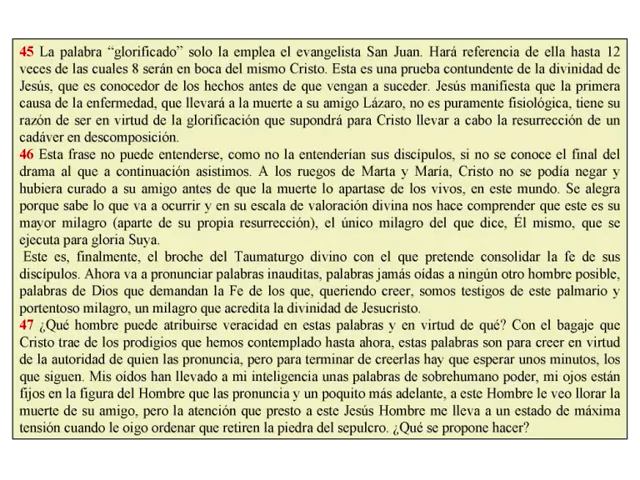 45 La palabra “glorificado” solo la emplea el evangelista San Juan. Hará referencia de ella hasta 12
veces de las cuales 8 serán en boca del mismo Cristo. Esta es una prueba contundente de la divinidad de
Jesús, que es conocedor de los hechos antes de que vengan a suceder. Jesús manifiesta que la primera
causa de la enfermedad, que llevará a la muerte a su amigo Lázaro, no es puramente fisiológica, tiene su
razón de ser en virtud de la glorificación que supondrá para Cristo llevar a cabo la resurrección de un
cadáver en descomposición.
46 Esta frase no puede entenderse, como no la entenderían sus discípulos, si no se conoce el final del
drama al que a continuación asistimos. A los ruegos de Marta y María, Cristo no se podía negar y
hubiera curado a su amigo antes de que la muerte lo apartase de los vivos, en este mundo. Se alegra
porque sabe lo que va a ocurrir y en su escala de valoración divina nos hace comprender que este es su
mayor milagro (aparte de su propia resurrección), el único milagro del que dice, Él mismo, que se
ejecuta para gloria Suya.
Este es, finalmente, el broche del Taumaturgo divino con el que pretende consolidar la fe de sus
discípulos. Ahora va a pronunciar palabras inauditas, palabras jamás oídas a ningún otro hombre posible,
palabras de Dios que demandan la Fe de los que, queriendo creer, somos testigos de este palmario y
portentoso milagro, un milagro que acredita la divinidad de Jesucristo.
47 ¿Qué hombre puede atribuirse veracidad en estas palabras y en virtud de qué? Con el bagaje que
Cristo trae de los prodigios que hemos contemplado hasta ahora, estas palabras son para creer en virtud
de la autoridad de quien las pronuncia, pero para terminar de creerlas hay que esperar unos minutos, los
que siguen. Mis oídos han llevado a mi inteligencia unas palabras de sobrehumano poder, mi ojos están
fijos en la figura del Hombre que las pronuncia y un poquito más adelante, a este Hombre le veo llorar la
muerte de su amigo, pero la atención que presto a este Jesús Hombre me lleva a un estado de máxima
tensión cuando le oigo ordenar que retiren la piedra del sepulcro. ¿Qué se propone hacer?